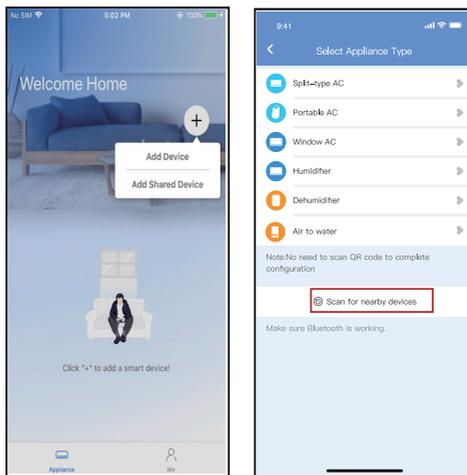 No SIM 5:02 PM 100%
Welcome Home
+
Add Device
Add Shared Device
Click "+" to add a smart device!
Appliance Me
9:41
Select Appliance Type
Split-type AC
Portable AC
Window AC
Humidifier
Dehumidifier
Air to water
Note:No need to scan QR code to complete
configuration
Scan for nearby devices
Make sure Bluetooth is working.